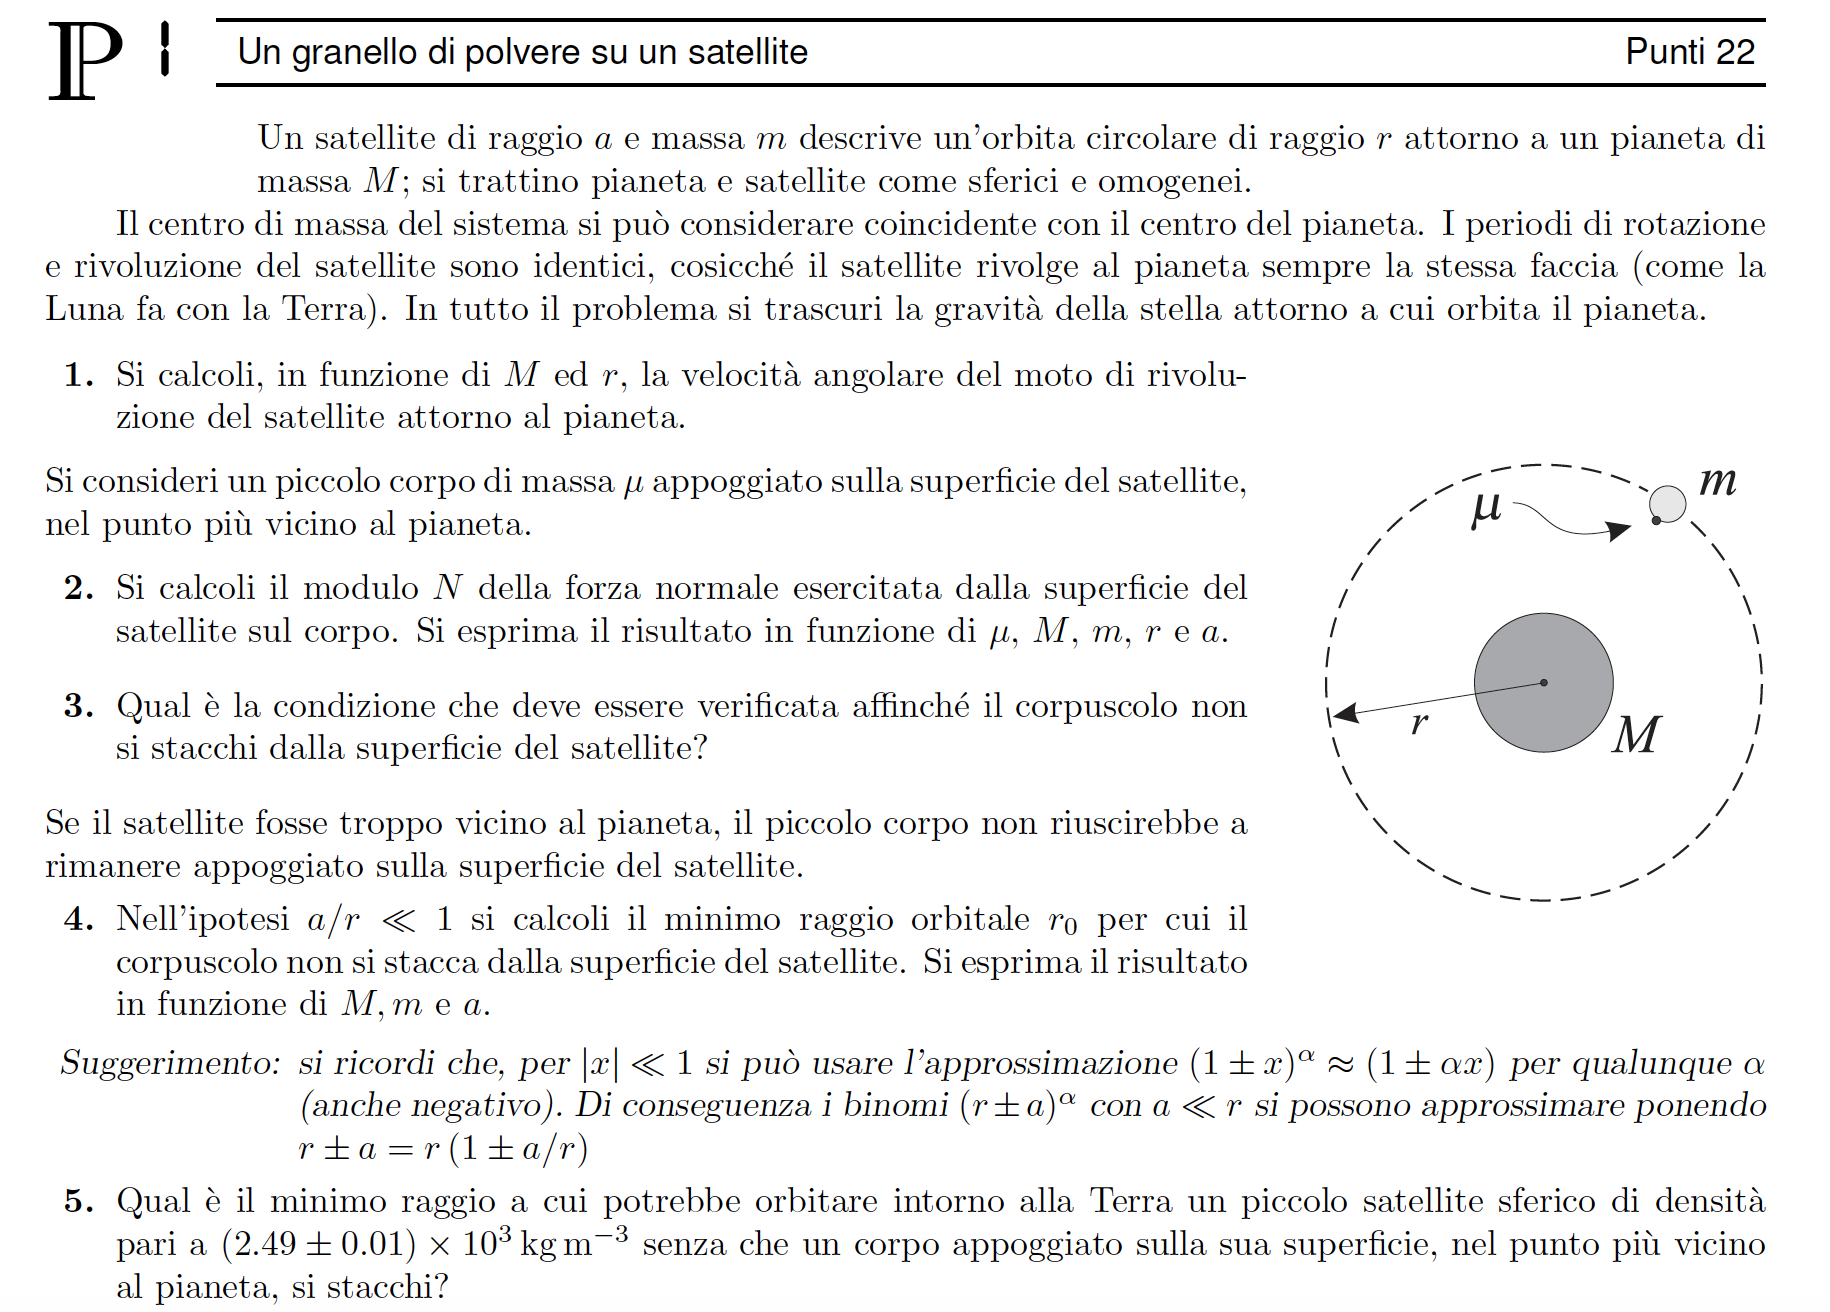 ℙ 1 Un granello di polvere su un satellite Punti 22
Un satellite di raggio a e massa m descrive un'orbita circolare di raggio r attorno a un pianeta di
massa M; si trattino pianeta e satellite come sferici e omogenei.
Il centro di massa del sistema si può considerare coincidente con il centro del pianeta. I periodi di rotazione
e rivoluzione del satellite sono identici, cosicché il satellite rivolge al pianeta sempre la stessa faccia (come la
Luna fa con la Terra). In tutto il problema si trascuri la gravità della stella attorno a cui orbita il pianeta.
1. Si calcoli, in funzione di M ed r, la velocità angolare del moto di rivolu-
zione del satellite attorno al pianeta.
Si consideri un piccolo corpo di massa μ appoggiato sulla superficie del satellite,
nel punto più vicino al pianeta.
2. Si calcoli il modulo N della forza normale esercitata dalla superficie del
satellite sul corpo. Si esprima il risultato in funzione di μ, M, m, r e a.
3. Qual è la condizione che deve essere verificata affinché il corpuscolo non
si stacchi dalla superficie del satellite?
Se il satellite fosse troppo vicino al pianeta, il piccolo corpo non riuscirebbe a
rimanere appoggiato sulla superficie del satellite.
4. Nell'ipotesi a/r ≪ 1 si calcoli il minimo raggio orbitale r₀ per cui il
corpuscolo non si stacca dalla superficie del satellite. Si esprima il risultato
in funzione di M, m e a.
μ
m
r
M
Suggerimento: si ricordi che, per |x| ≪ 1 si può usare l'approssimazione (1 ± x)^α ≈ (1 ± αx) per qualunque α
(anche negativo). Di conseguenza i binomi (r ± a)^α con a ≪ r si possono approssimare ponendo
r ± a = r (1 ± a/r)
5. Qual è il minimo raggio a cui potrebbe orbitare intorno alla Terra un piccolo satellite sferico di densità
pari a (2.49 ± 0.01) × 10³ kg m⁻³ senza che un corpo appoggiato sulla sua superficie, nel punto più vicino
al pianeta, si stacchi?